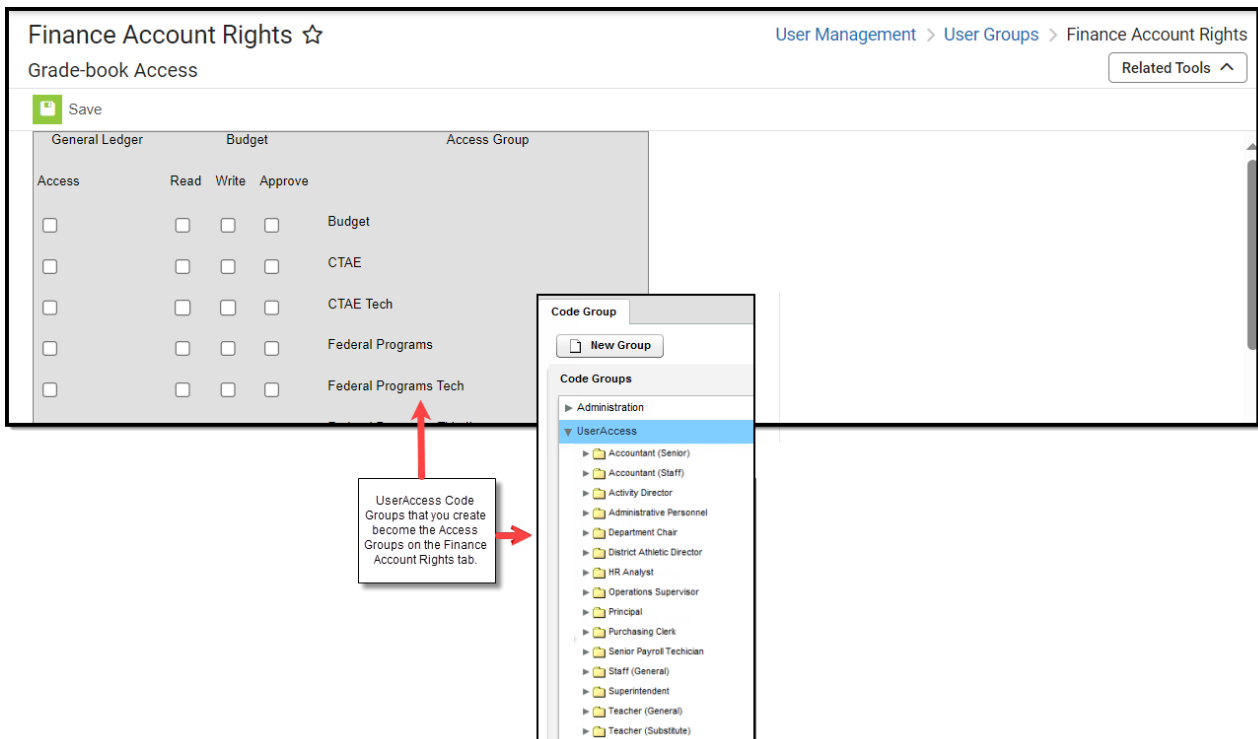 Finance Account Rights
User Management > User Groups > Finance Account Rights
Grade-book Access
Related Tools
Save
General Ledger Budget Access Group
Access Read Write Approve
Budget
CTAE
CTAE Tech
Federal Programs
Federal Programs Tech
Code Group
New Group
Code Groups
Administration
UserAccess
Accountant (Senior)
Accountant (Staff)
Activity Director
Administrative Personnel
Department Chair
District Athletic Director
HR Analyst
Operations Supervisor
Principal
Purchasing Clerk
Senior Payroll Techician
Staff (General)
Superintendent
Teacher (General)
Teacher (Substitute)
UserAccess Code
Groups that you create
become the Access
Groups on the Finance
Account Rights tab.